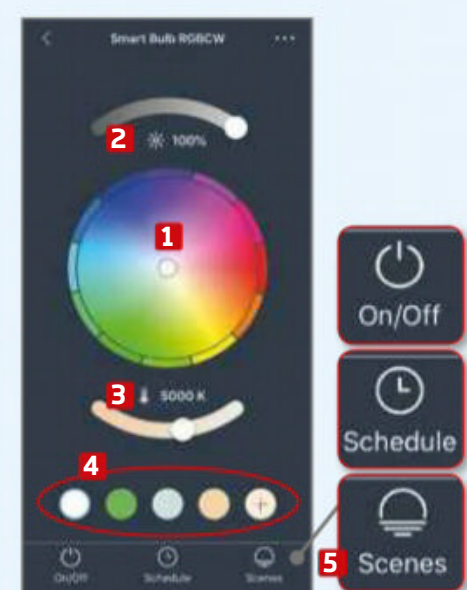 Smart Bulb RGBCW
2 100%
1
3 5000 K
4
On/Off Schedule Scenes
On/Off
Schedule
5 Scenes